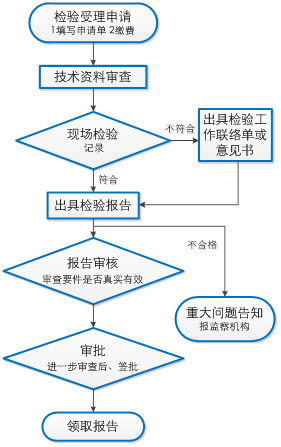 检验受理申请
1填写申请单 2缴费
技术资料审查
现场检验
记录
不符合
出具检验工
作联络单或
意见书
符合
出具检验报告
不合格
报告审核
审查要件是否真实有效
重大问题告知
报监察机构
审批
进一步审查后、签批
领取报告